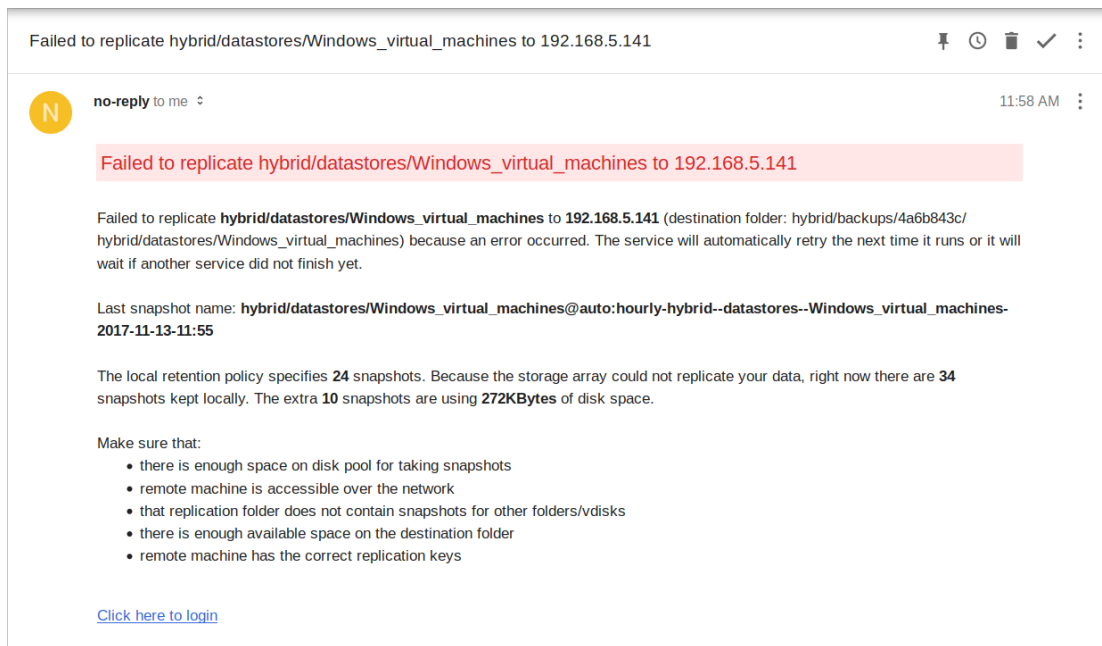 Failed to replicate hybrid/datastores/Windows_virtual_machines to 192.168.5.141
N
no-reply to me
11:58 AM
Failed to replicate hybrid/datastores/Windows_virtual_machines to 192.168.5.141
Failed to replicate hybrid/datastores/Windows_virtual_machines to 192.168.5.141 (destination folder: hybrid/backups/4a6b843c/
hybrid/datastores/Windows_virtual_machines) because an error occurred. The service will automatically retry the next time it runs or it will
wait if another service did not finish yet.
Last snapshot name: hybrid/datastores/Windows_virtual_machines@auto:hourly-hybrid--datastores--Windows_virtual_machines-
2017-11-13-11:55
The local retention policy specifies 24 snapshots. Because the storage array could not replicate your data, right now there are 34
snapshots kept locally. The extra 10 snapshots are using 272KBytes of disk space.
Make sure that:
• there is enough space on disk pool for taking snapshots
• remote machine is accessible over the network
• that replication folder does not contain snapshots for other folders/vdisks
• there is enough available space on the destination folder
• remote machine has the correct replication keys
Click here to login